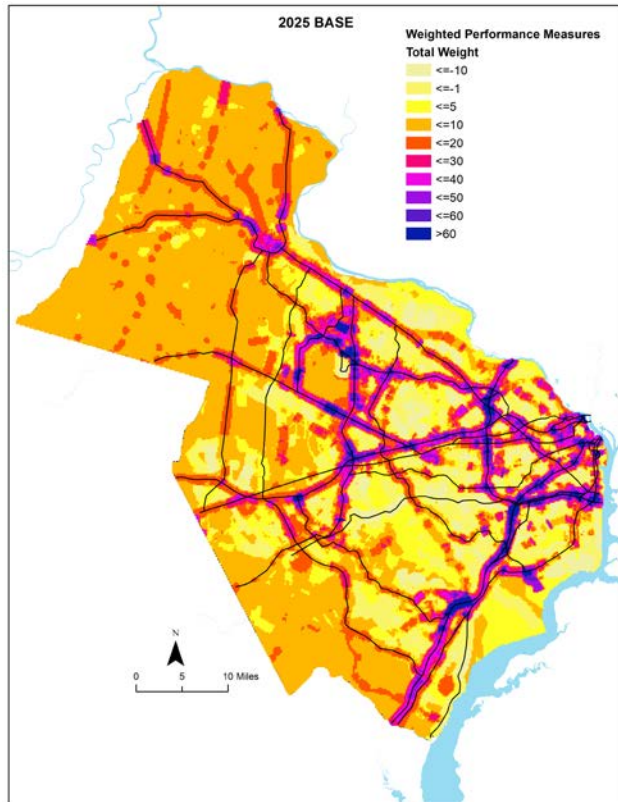 2025 BASE
Weighted Performance Measures
Total Weight
<=-10
<=-1
<=5
<=10
<=20
<=30
<=40
<=50
<=60
>60
N
0 5 10 Miles